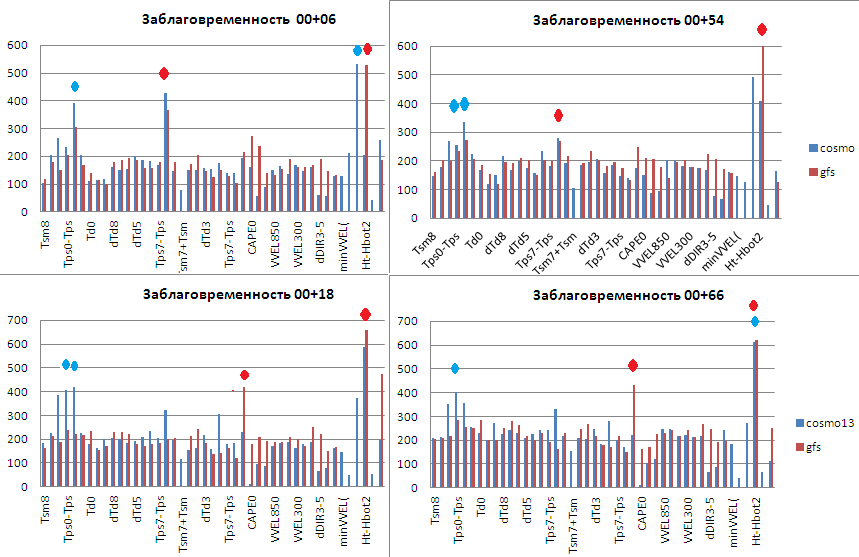 Заблаговременность 00+06
600
500
400
300
200
100
0
Tsm8
Tps0-Tps
Td0
dTd8
dTd5
Tps7-Tps
Tsm7+Tsm
dTd3
Tps7-Tps
CAPE0
VVEL850
VVEL300
dDIR3-5
minVVEL(
Ht-Hbot2
Заблаговременность 00+54
600
500
400
300
200
100
0
Tsm8
Tps0-Tps
Td0
dTd8
dTd5
Tps7-Tps
Tsm7+Tsm
dTd3
Tps7-Tps
CAPE0
VVEL850
VVEL300
dDIR3-5
minVVEL(
Ht-Hbot2
cosmo
gfs
Заблаговременность 00+18
700
600
500
400
300
200
100
0
Tsm8
Tps0-Tps
Td0
dTd8
dTd5
Tps7-Tps
Tsm7+Tsm
dTd3
Tps7-Tps
CAPE0
VVEL850
VVEL300
dDIR3-5
minVVEL(
Ht-Hbot2
Заблаговременность 00+66
700
600
500
400
300
200
100
0
Tsm8
Tps0-Tps
Td0
dTd8
dTd5
Tps7-Tps
Tsm7+Tsm
dTd3
Tps7-Tps
CAPE0
VVEL850
VVEL300
dDIR3-5
minVVEL(
Ht-Hbot2
cosmo13
gfs